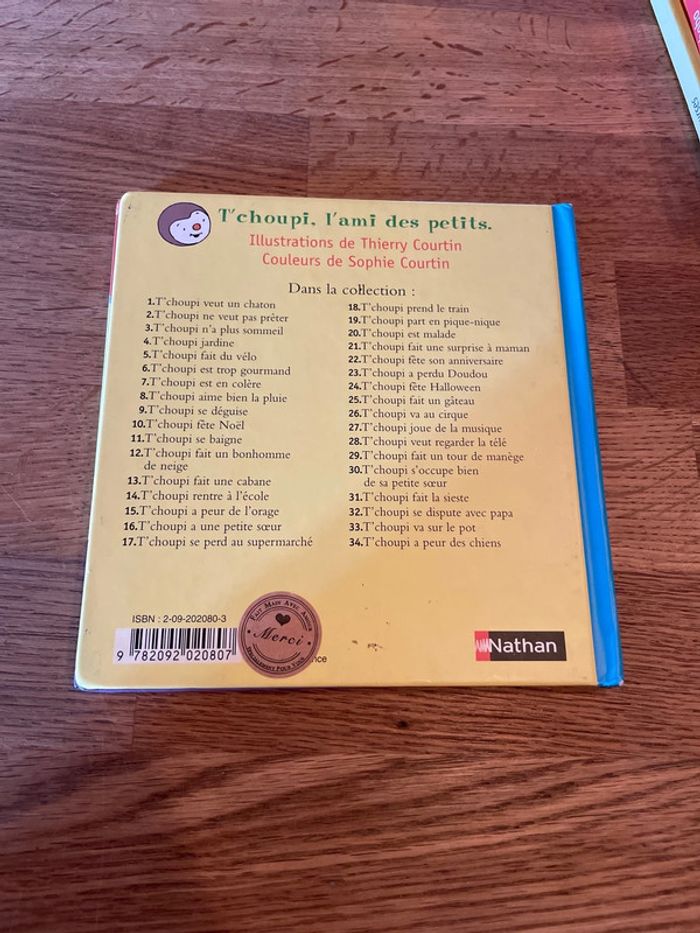 T'choupi, l'ami des petits.
Illustrations de Thierry Courtin
Couleurs de Sophie Courtin
Dans la collection :
1.T'choupi veut un chaton
2.T'choupi ne veut pas prêter
3.T'choupi n'a plus sommeil
4.T'choupi jardine
5.T'choupi fait du vélo
6.T'choupi est trop gourmand
7.T'choupi est en colère
8.T'choupi aime bien la pluie
9.T'choupi se déguise
10.T'choupi fête Noël
11.T'choupi se baigne
12.T'choupi fait un bonhomme
de neige
13.T'choupi fait une cabane
14.T'choupi rentre à l'école
15.T'choupi a peur de l'orage
16.T'choupi a une petite sœur
17.T'choupi se perd au supermarché
18.T'choupi prend le train
19.T'choupi part en pique-nique
20.T'choupi est malade
21.T'choupi fait une surprise à maman
22.T'choupi fête son anniversaire
23.T'choupi a perdu Doudou
24.T'choupi fête Halloween
25.T'choupi fait un gâteau
26.T'choupi va au cirque
27.T'choupi joue de la musique
28.T'choupi veut regarder la télé
29.T'choupi fait un tour de manège
30.T'choupi s'occupe bien
de sa petite sœur
31.T'choupi fait la sieste
32.T'choupi se dispute avec papa
33.T'choupi va sur le pot
34.T'choupi a peur des chiens
ISBN : 2-09-202080-3
9 782092 020807
Fait Main Avec Amour
Merci
Spécialement Pour Vous
Nathan